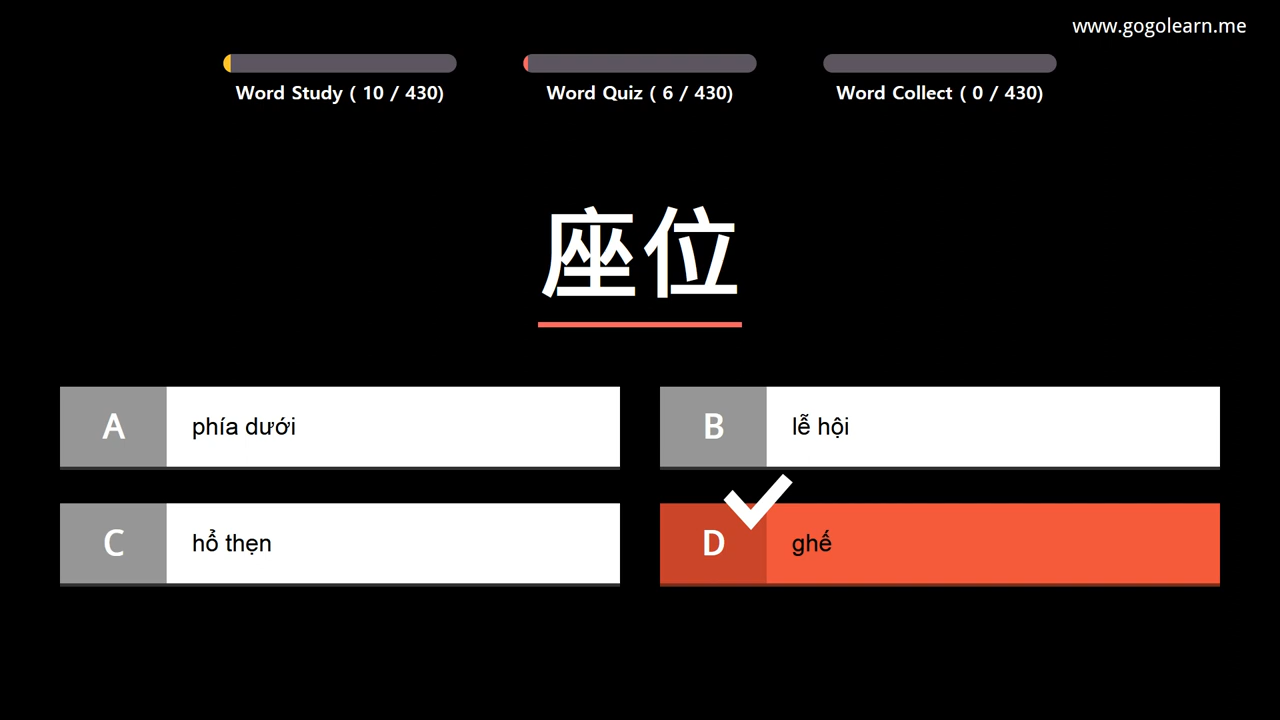 www.gogolearn.me
Word Study ( 10 / 430)
Word Quiz ( 6 / 430)
Word Collect ( 0 / 430)
座位
A phía dưới
B lễ hội
C hổ thẹn
D ghế